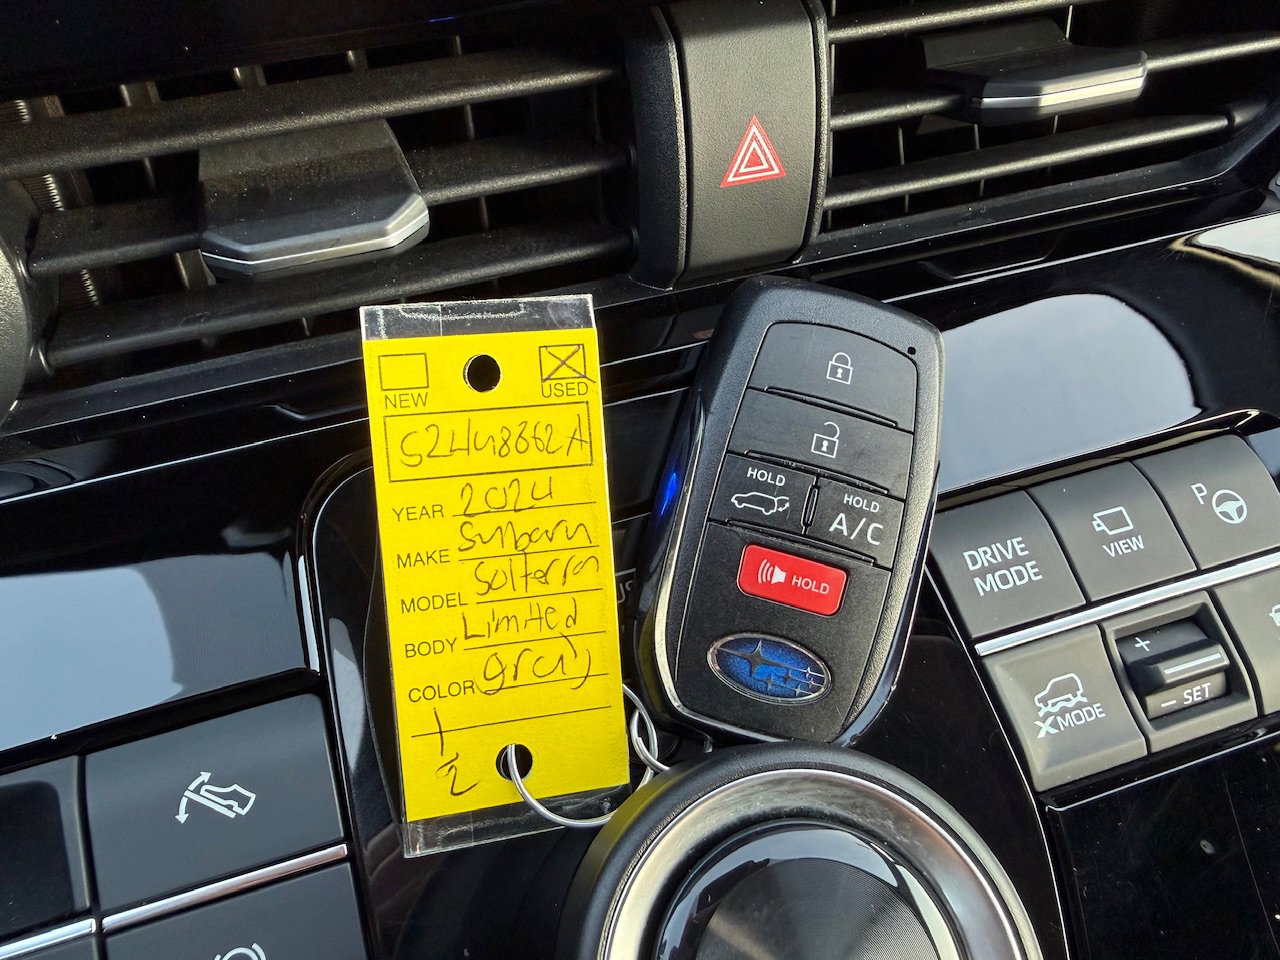 NEW
USED
S2448662A
YEAR 2024
MAKE Subaru
MODEL Solterra
BODY Limited
COLOR gray
1/2
HOLD
HOLD
A/C
HOLD
DRIVE MODE
VIEW
P
X MODE
+
– SET